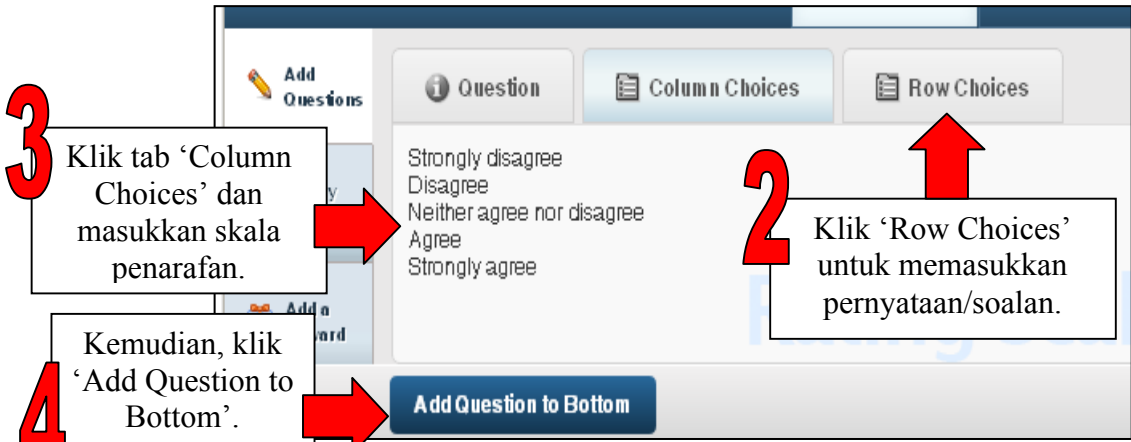 Add
Questions
Question
Column Choices
Row Choices
3
Klik tab ‘Column
Choices’ dan
masukkan skala
penarafan.
Strongly disagree
Disagree
Neither agree nor disagree
Agree
Strongly agree
2
Klik ‘Row Choices’
untuk memasukkan
pernyataan/soalan.
Add a
4
Kemudian, klik
‘Add Question to
Bottom’.
Add Question to Bottom